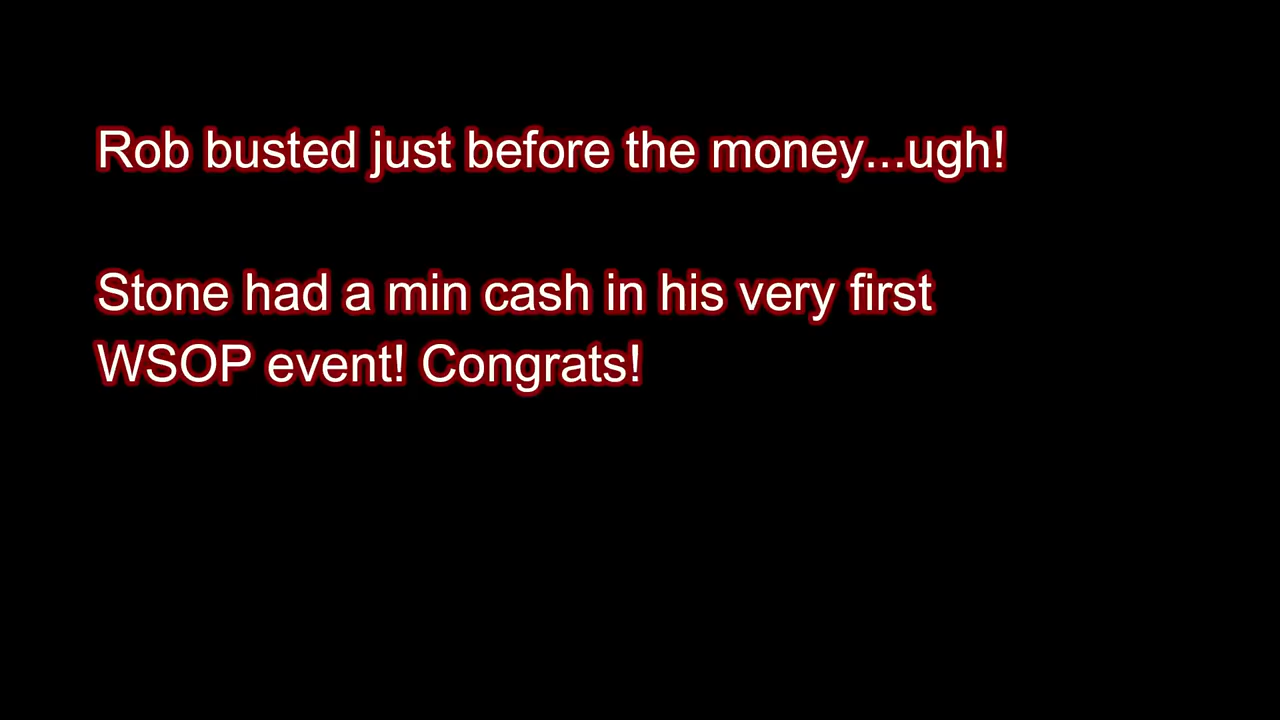 Rob busted just before the money...ugh!
Stone had a min cash in his very first
WSOP event! Congrats!